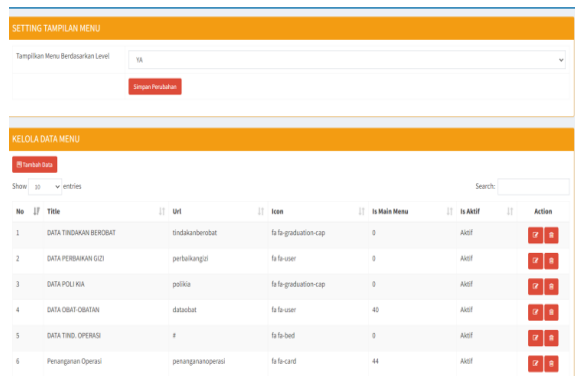 SETTING TAMPILAN MENU
Tampilkan Menu Berdasarkan Level YA
Simpan Perubahan
KELOLA DATA MENU
Tambah Data
Show 10 entries Search:
No Title Url Icon Is Main Menu Is Aktif Action
1 DATA TINDAKAN BEROBAT tindakanberobat fa fa-graduation-cap 0 Aktif
2 DATA PERBAIKAN GIZI perbaikangizi fa fa-user 0 Aktif
3 DATA POLI KIA polikia fa fa-graduation-cap 0 Aktif
4 DATA OBAT-OBATAN dataobat fa fa-user 40 Aktif
5 DATA TIND. OPERASI # fa fa-bed 0 Aktif
6 Penanganan Operasi penangananoperasi fa fa-card 44 Aktif